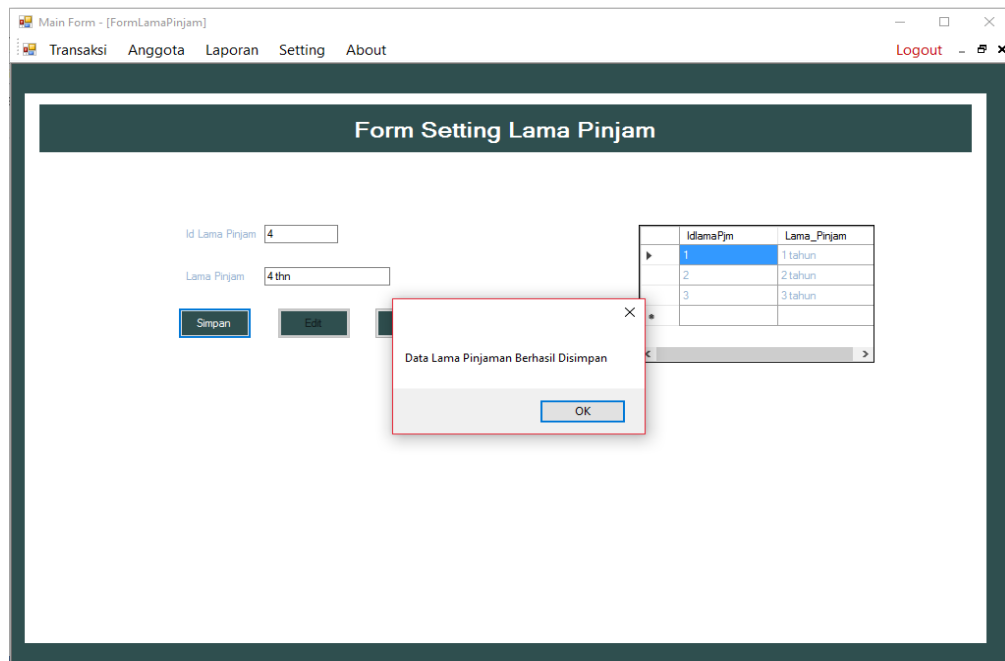 Main Form - [FormLamaPinjam]
Transaksi Anggota Laporan Setting About Logout
Form Setting Lama Pinjam
Id Lama Pinjam 4
Lama Pinjam 4 thn
Simpan Edit
IdlamaPjm Lama_Pinjam
1 1 tahun
2 2 tahun
3 3 tahun
Data Lama Pinjaman Berhasil Disimpan
OK